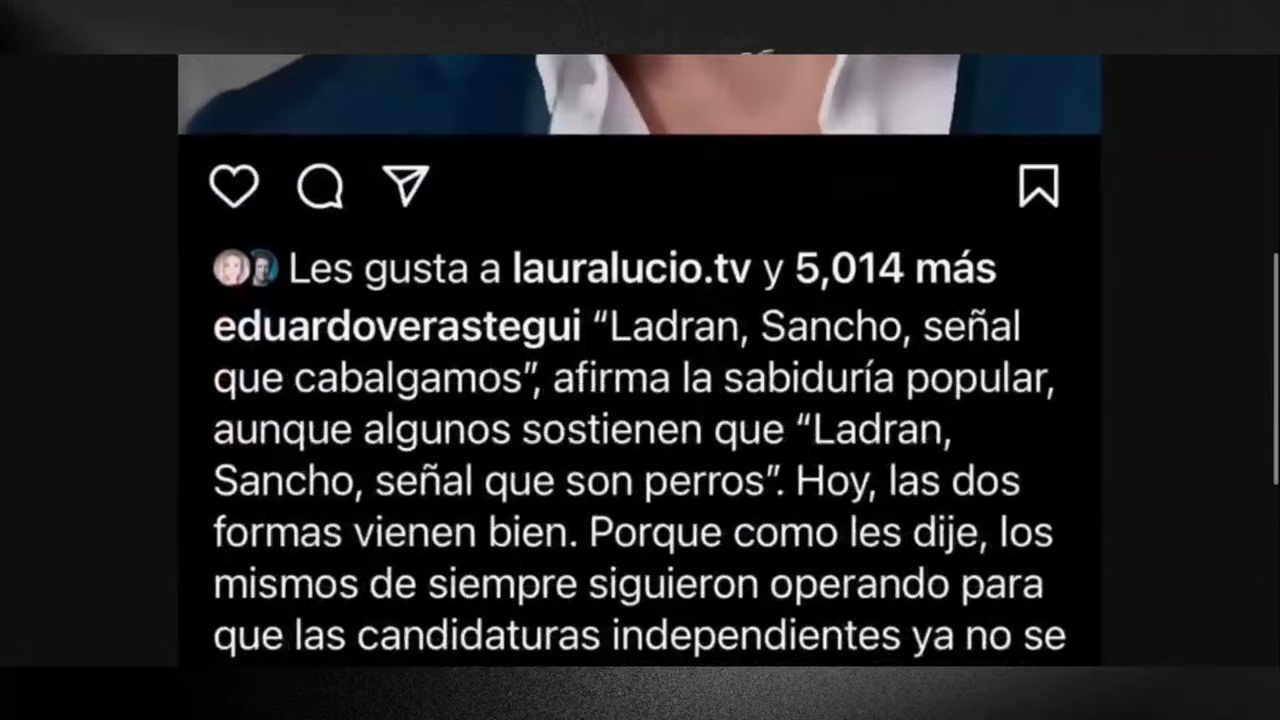 Les gusta a lauralucio.tv y 5,014 más
eduardoverastegui “Ladran, Sancho, señal
que cabalgamos”, afirma la sabiduría popular,
aunque algunos sostienen que “Ladran,
Sancho, señal que son perros”. Hoy, las dos
formas vienen bien. Porque como les dije, los
mismos de siempre siguieron operando para
que las candidaturas independientes ya no se